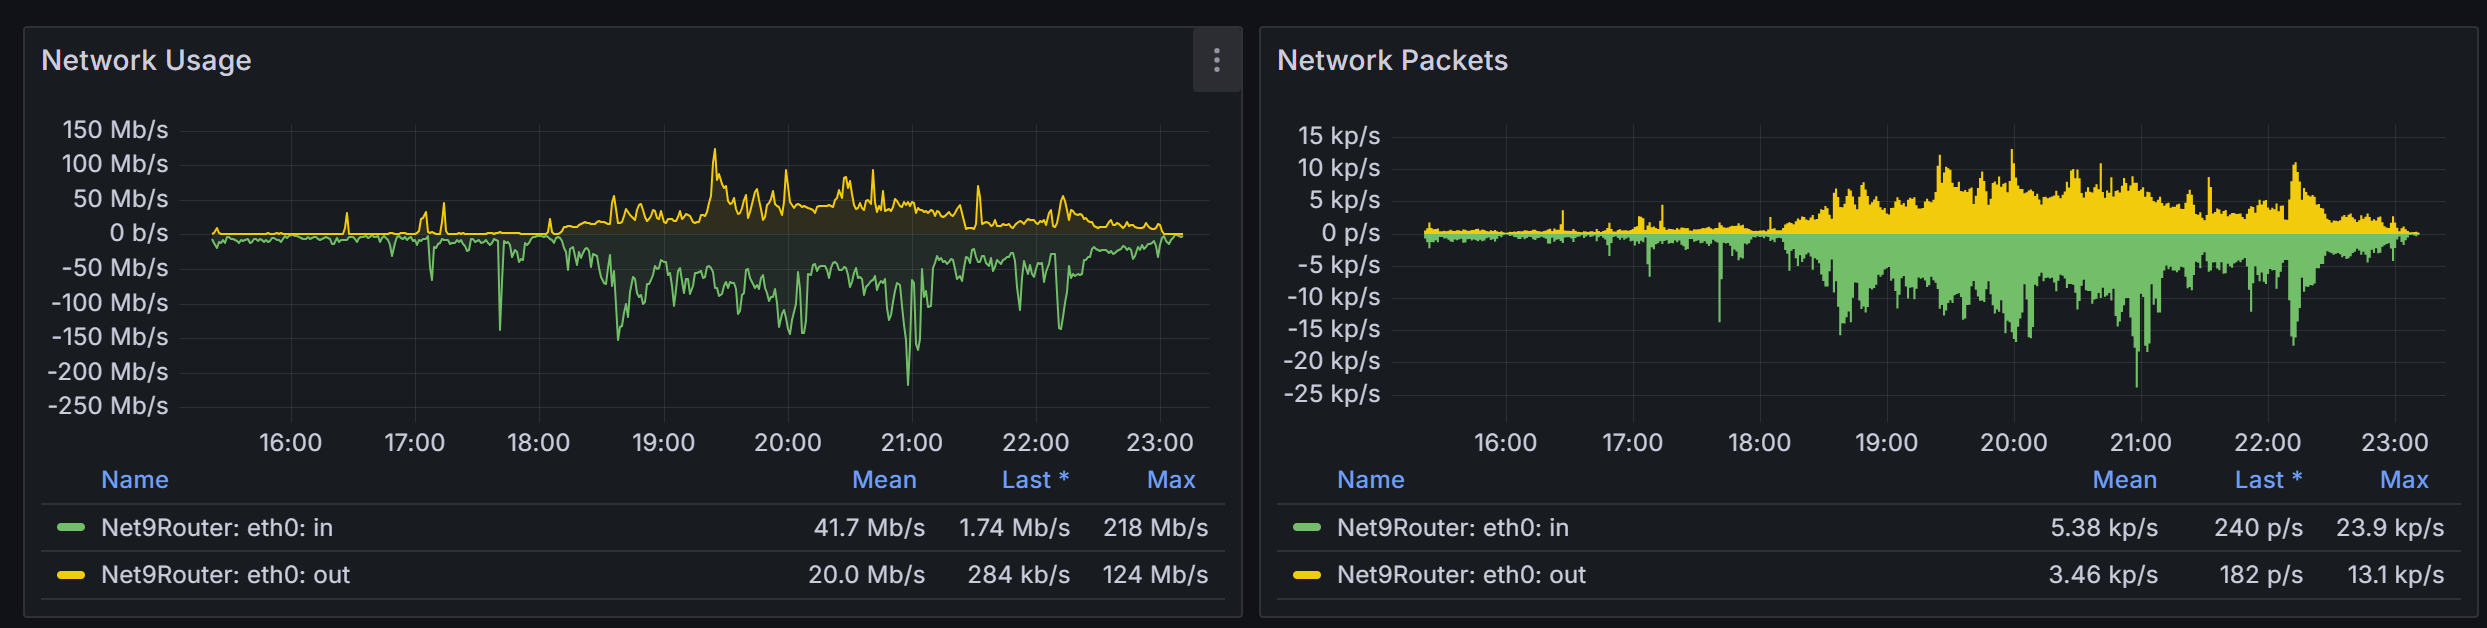 Network Usage
150 Mb/s
100 Mb/s
50 Mb/s
0 b/s
-50 Mb/s
-100 Mb/s
-150 Mb/s
-200 Mb/s
-250 Mb/s
16:00 17:00 18:00 19:00 20:00 21:00 22:00 23:00
Name Mean Last * Max
Net9Router: eth0: in 41.7 Mb/s 1.74 Mb/s 218 Mb/s
Net9Router: eth0: out 20.0 Mb/s 284 kb/s 124 Mb/s
Network Packets
15 kp/s
10 kp/s
5 kp/s
0 p/s
-5 kp/s
-10 kp/s
-15 kp/s
-20 kp/s
-25 kp/s
16:00 17:00 18:00 19:00 20:00 21:00 22:00 23:00
Name Mean Last * Max
Net9Router: eth0: in 5.38 kp/s 240 p/s 23.9 kp/s
Net9Router: eth0: out 3.46 kp/s 182 p/s 13.1 kp/s